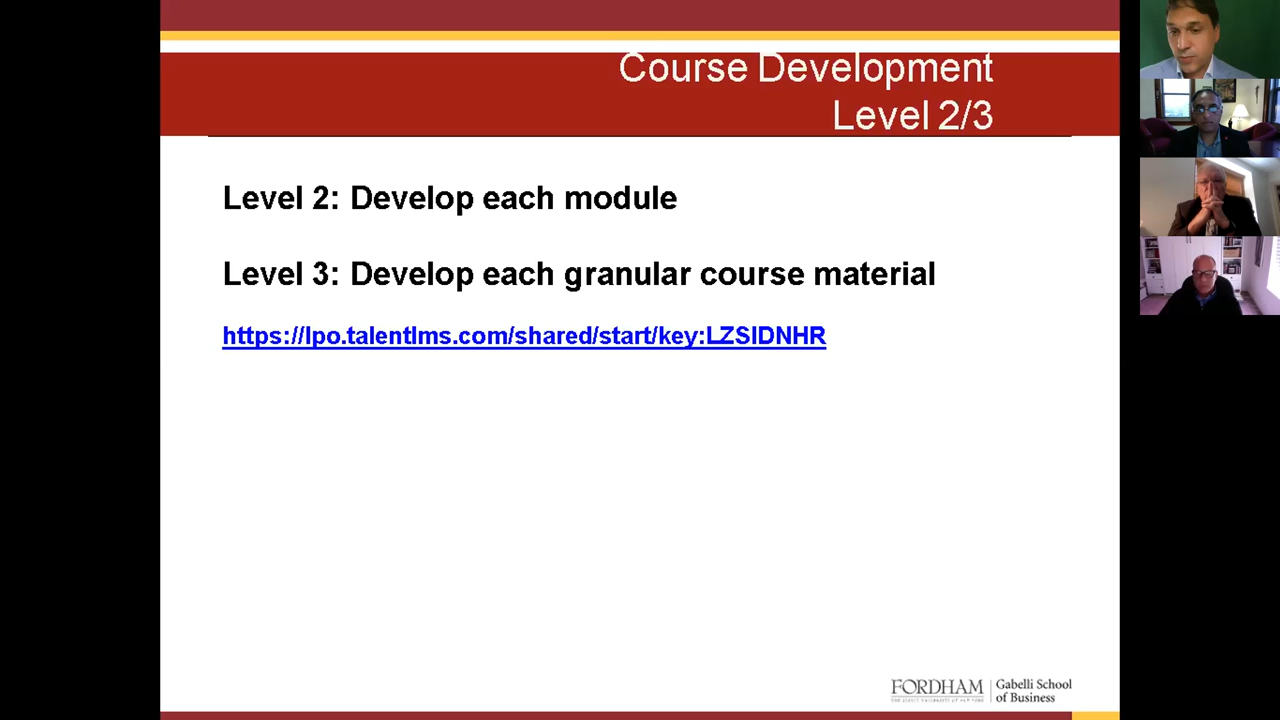 Course Development
Level 2/3
Level 2: Develop each module
Level 3: Develop each granular course material
https://lpo.talentlms.com/shared/start/key:LZSIDNHR
FORDHAM
Gabelli School
of Business